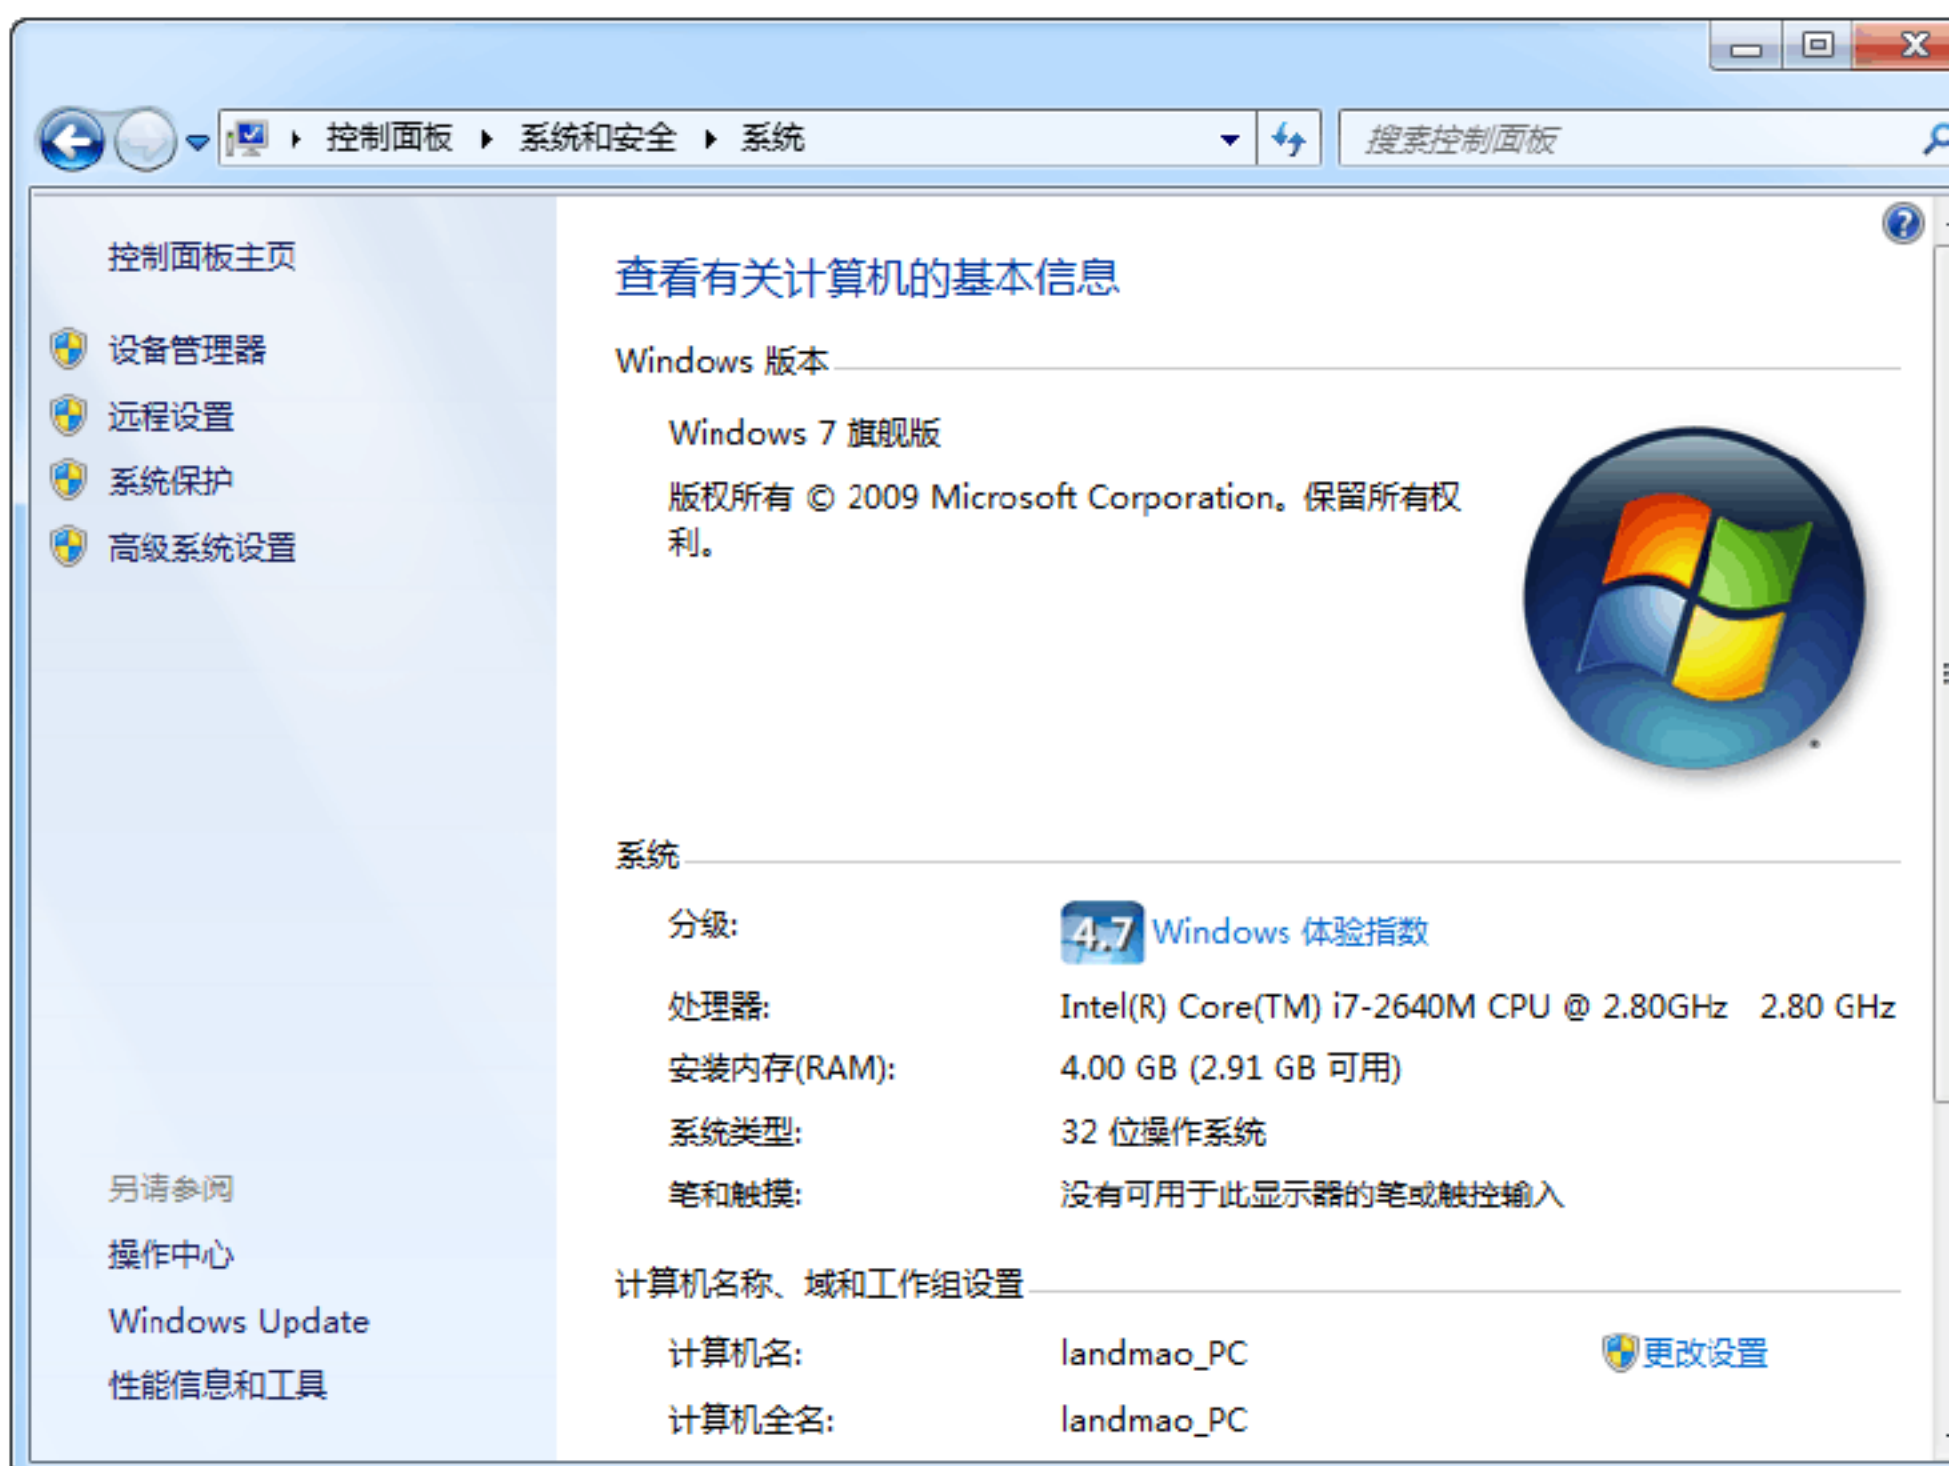 控制面板 系统和安全 系统
搜索控制面板
控制面板主页
设备管理器
远程设置
系统保护
高级系统设置
另请参阅
操作中心
Windows Update
性能信息和工具
查看有关计算机的基本信息
Windows 版本
Windows 7 旗舰版
版权所有 © 2009 Microsoft Corporation。保留所有权
利。
系统
分级: 4.7 Windows 体验指数
处理器: Intel(R) Core(TM) i7-2640M CPU @ 2.80GHz 2.80 GHz
安装内存(RAM): 4.00 GB (2.91 GB 可用)
系统类型: 32 位操作系统
笔和触摸: 没有可用于此显示器的笔或触控输入
计算机名称、域和工作组设置
计算机名: landmao_PC 更改设置
计算机全名: landmao_PC